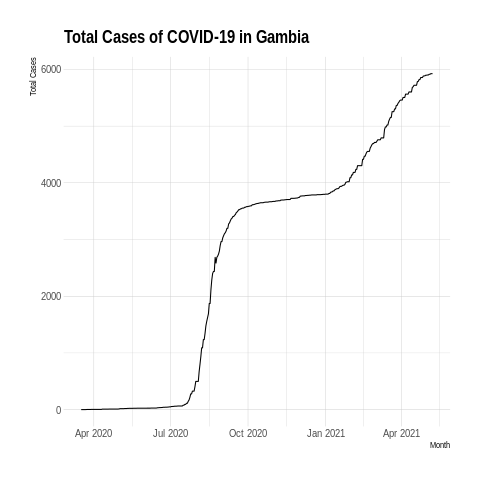 Total Cases of COVID-19 in Gambia
Total Cases
6000
4000
2000
0
Apr 2020 Jul 2020 Oct 2020 Jan 2021 Apr 2021
Month